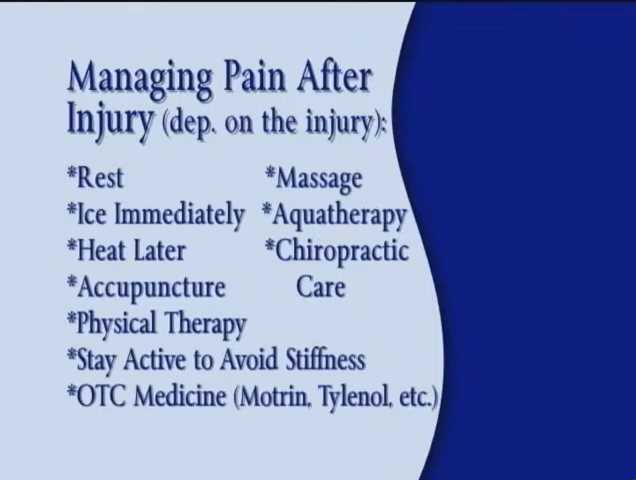 Managing Pain After
Injury (dep. on the injury):
*Rest
*Ice Immediately
*Heat Later
*Accupuncture
*Physical Therapy
*Stay Active to Avoid Stiffness
*OTC Medicine (Motrin, Tylenol, etc.)
*Massage
*Aquatherapy
*Chiropractic
Care